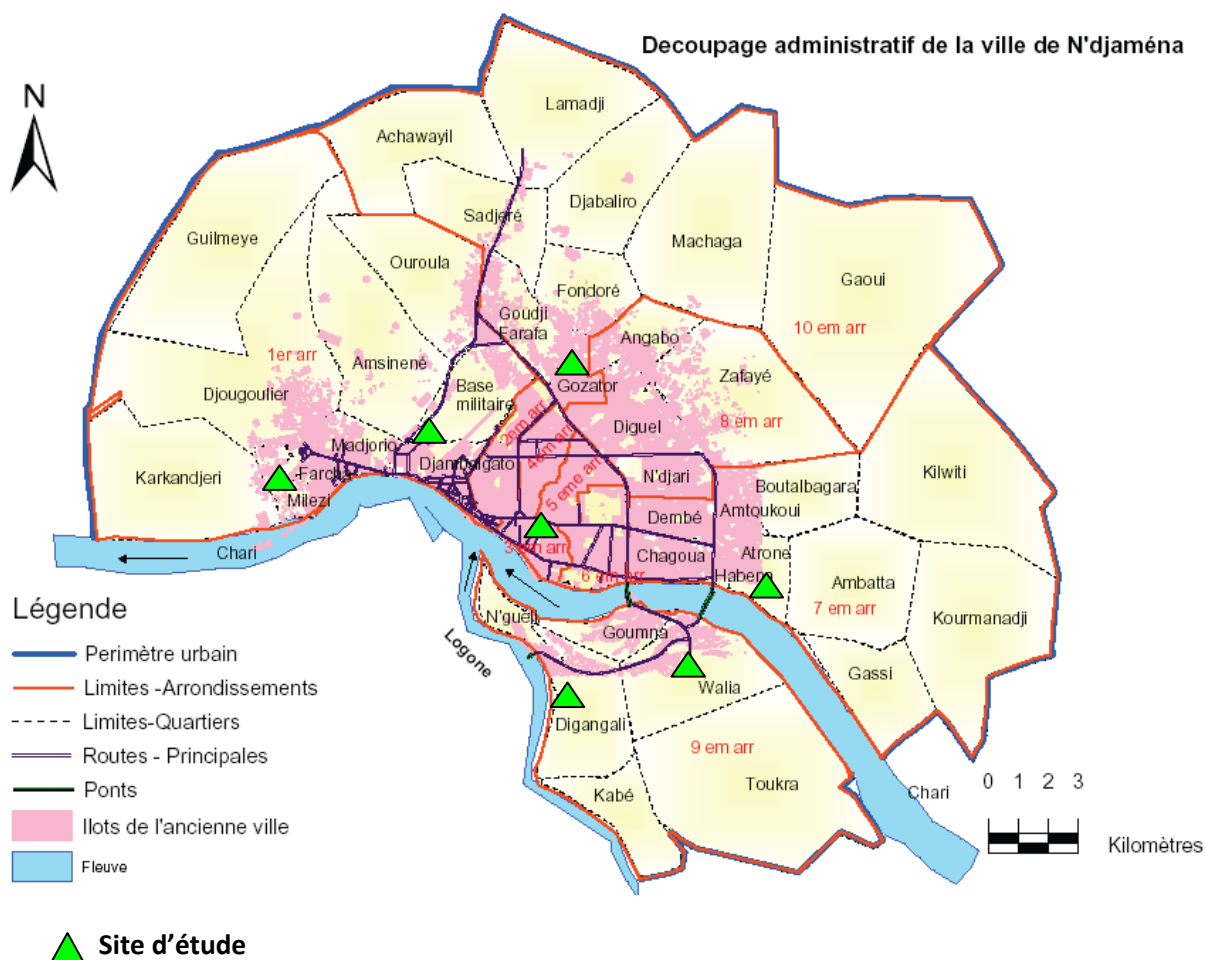 Decoupage administratif de la ville de N'djaména
N
Lamadji
Achawayil
Djabaliro
Sadjeré
Guilmeye
Machaga
Ouroula
Gaoui
Fondoré
Goudji
Farafa
10 em arr
Angabo
1er arr
Amsinené
Zafayé
Base
militaire
Gozator
Djougoulier
2em arr
8 em arr
4em arr
Diguel
Madjorio
Djambalgato
Karkandjeri
Farcha
N'djari
Kilwiti
Boutalbagara
5 eme arr
Milezi
Amtoukoui
Dembé
Chari
3 em arr
Chagoua
Atrone
6 em arr
Habena
Ambatta
7 em arr
Kourmanadji
N'gueli
Goumna
Logone
Gassi
Walia
Digangali
9 em arr
Toukra
Kabé
Chari
Légende
Perimètre urbain
Limites -Arrondissements
Limites-Quartiers
Routes - Principales
Ponts
Ilots de l'ancienne ville
Fleuve
0 1 2 3
Kilomètres
Site d'étude